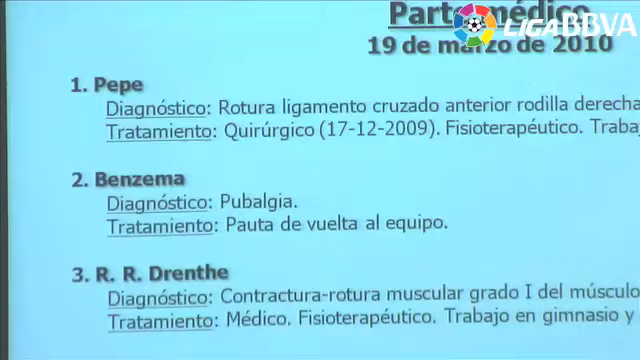 Parte médico
LIGA BBVA
19 de marzo de 2010
1. Pepe
Diagnóstico: Rotura ligamento cruzado anterior rodilla derecha
Tratamiento: Quirúrgico (17-12-2009). Fisioterapéutico.
2. Benzema
Diagnóstico: Pubalgia.
Tratamiento: Pauta de vuelta al equipo.
3. R. R. Drenthe
Diagnóstico: Contractura-rotura muscular grado I del músculo
Tratamiento: Médico. Fisioterapéutico. Trabajo en gimnasio y